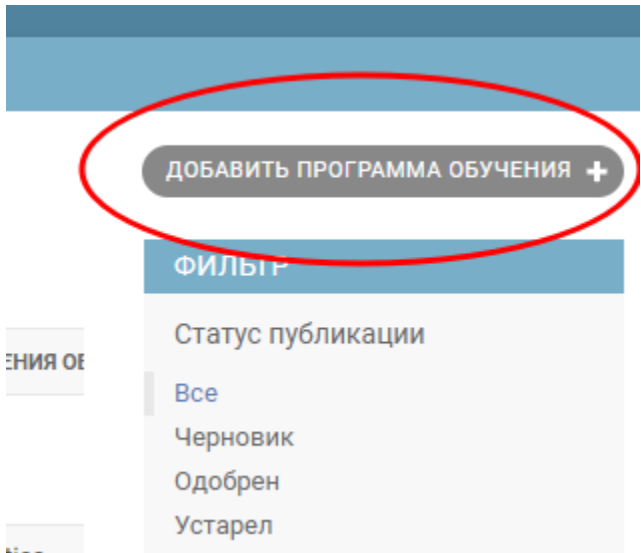 ДОБАВИТЬ ПРОГРАММА ОБУЧЕНИЯ +
ФИЛЬТР
Статус публикации
Все
Черновик
Одобрен
Устарел